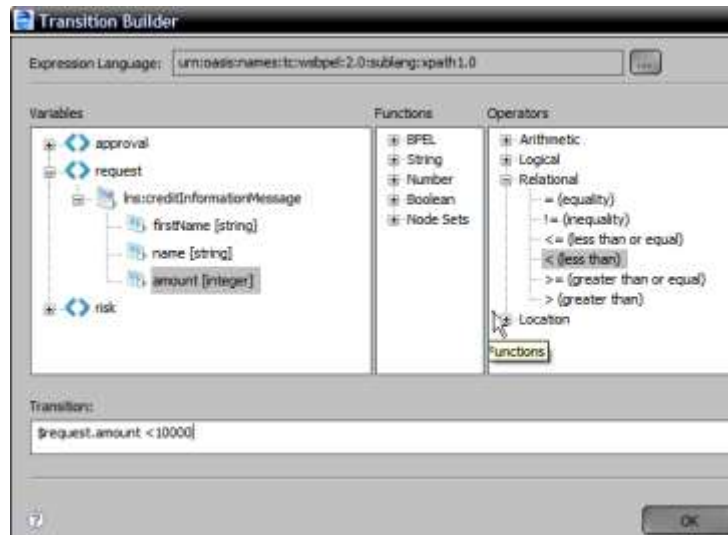 Transition Builder
Expression Language: urn:oasis:names:tc:wsbpel:2.0:sublang:xpath1.0 ...
Variables
approval
request
lns:creditInformationMessage
firstName [string]
name [string]
amount [integer]
risk
Functions
BPEL
String
Number
Boolean
Node Sets
Operators
Arithmetic
Logical
Relational
= (equality)
!= (inequality)
<= (less than or equal)
< (less than)
>= (greater than or equal)
> (greater than)
Location
Functions
Transition:
$request.amount <10000
?
OK